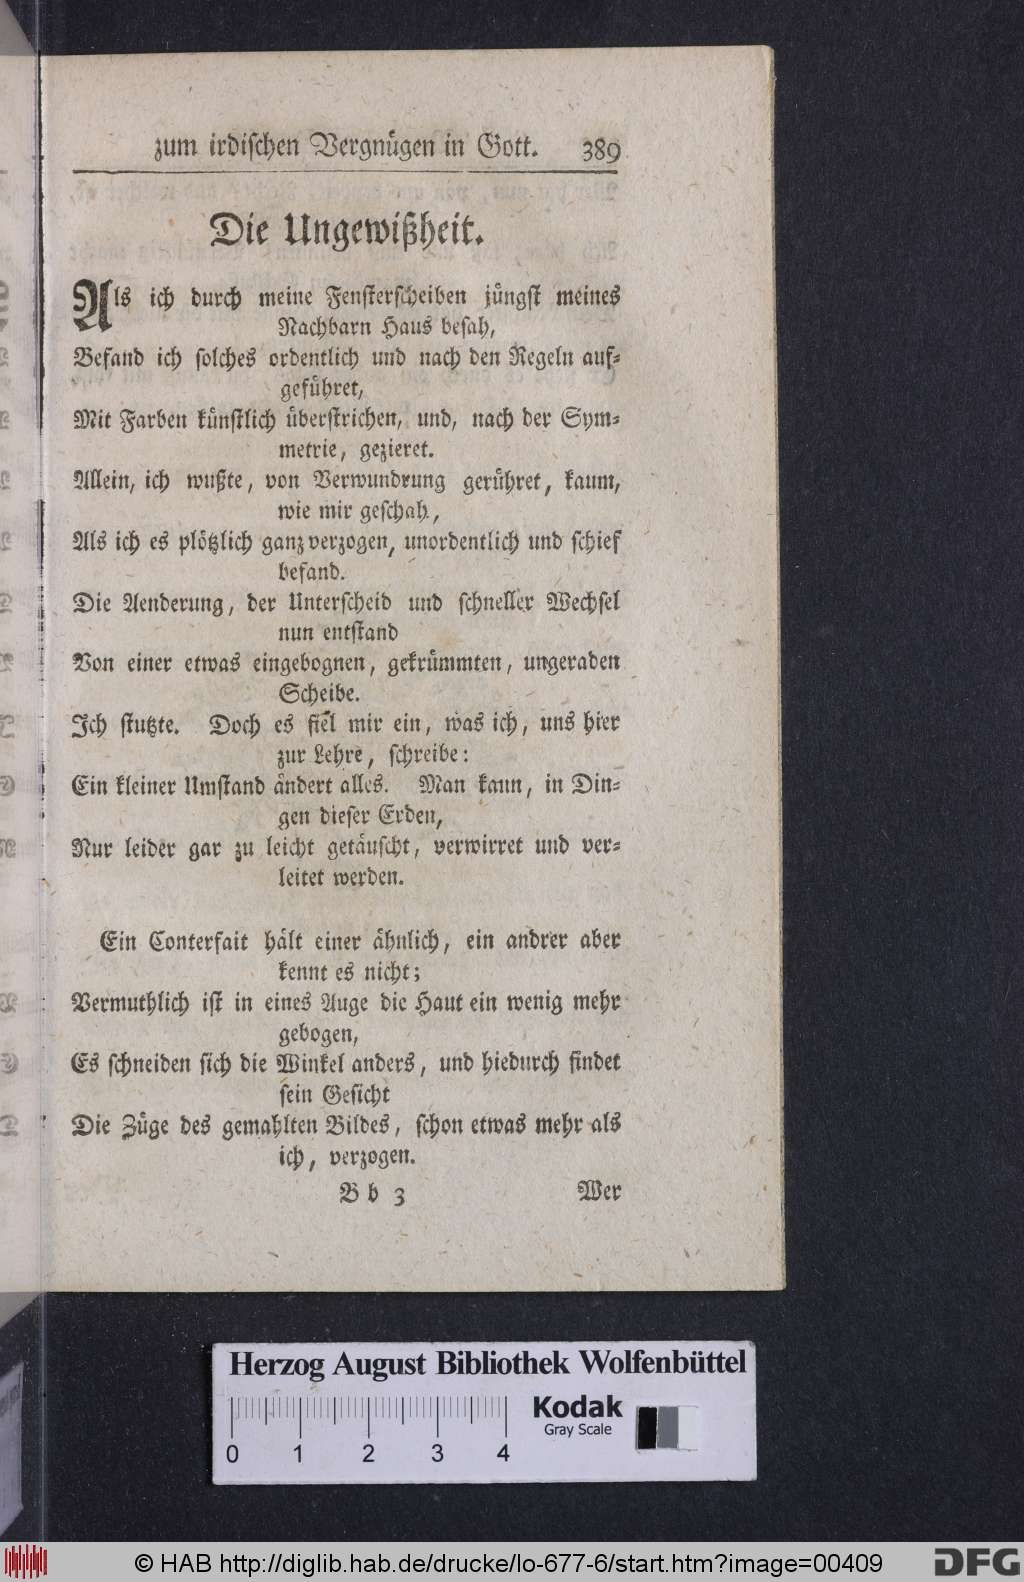 zum irdischen Vergnügen in Gott. 389
Die Ungewißheit.
Als ich durch meine Fensterscheiben jüngst meines
Nachbarn Haus besah,
Befand ich solches ordentlich und nach den Regeln auf-
geführet,
Mit Farben künstlich überstrichen, und, nach der Sym-
metrie, gezieret.
Allein, ich wußte, von Verwundrung gerühret, kaum,
wie mir geschah,
Als ich es plötzlich ganz verzogen, unordentlich und schief
befand.
Die Aenderung, der Unterscheid und schneller Wechsel
nun entstand
Von einer etwas eingebognen, gekrümmten, ungeraden
Scheibe.
Ich stutzte. Doch es fiel mir ein, was ich, uns hier
zur Lehre, schreibe:
Ein kleiner Umstand ändert alles. Man kann, in Din-
gen dieser Erden,
Nur leider gar zu leicht getäuscht, verwirret und ver-
leitet werden.
Ein Conterfait hält einer ähnlich, ein andrer aber
kennt es nicht;
Vermuthlich ist in eines Auge die Haut ein wenig mehr
gebogen,
Es schneiden sich die Winkel anders, und hiedurch findet
sein Gesicht
Die Züge des gemahlten Bildes, schon etwas mehr als
ich, verzogen.
B b 3 Wer
Herzog August Bibliothek Wolfenbüttel
Kodak
Gray Scale
0 1 2 3 4
© HAB http://diglib.hab.de/drucke/lo-677-6/start.htm?image=00409
DFG